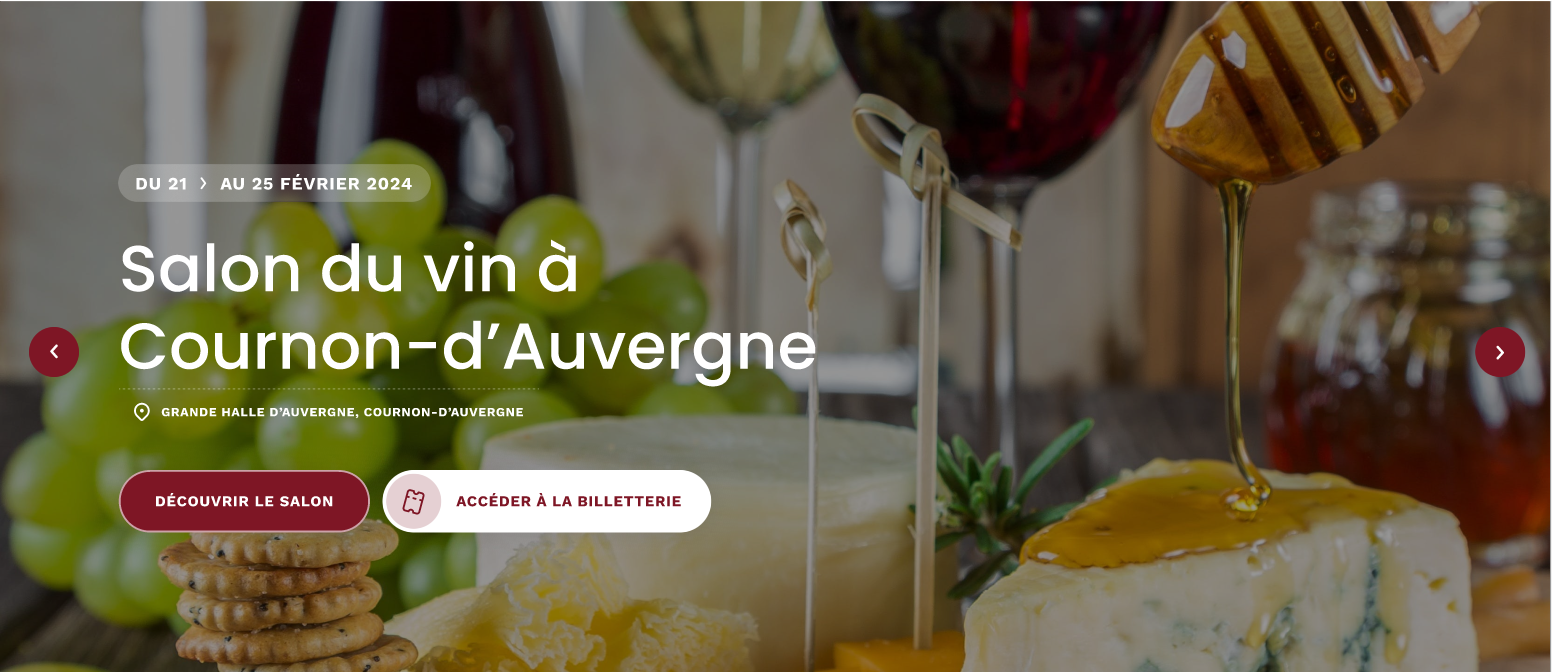 DU 21 › AU 25 FÉVRIER 2024
Salon du vin à
Cournon-d’Auvergne
GRANDE HALLE D’AUVERGNE, COURNON-D’AUVERGNE
DÉCOUVRIR LE SALON
ACCÉDER À LA BILLETTERIE